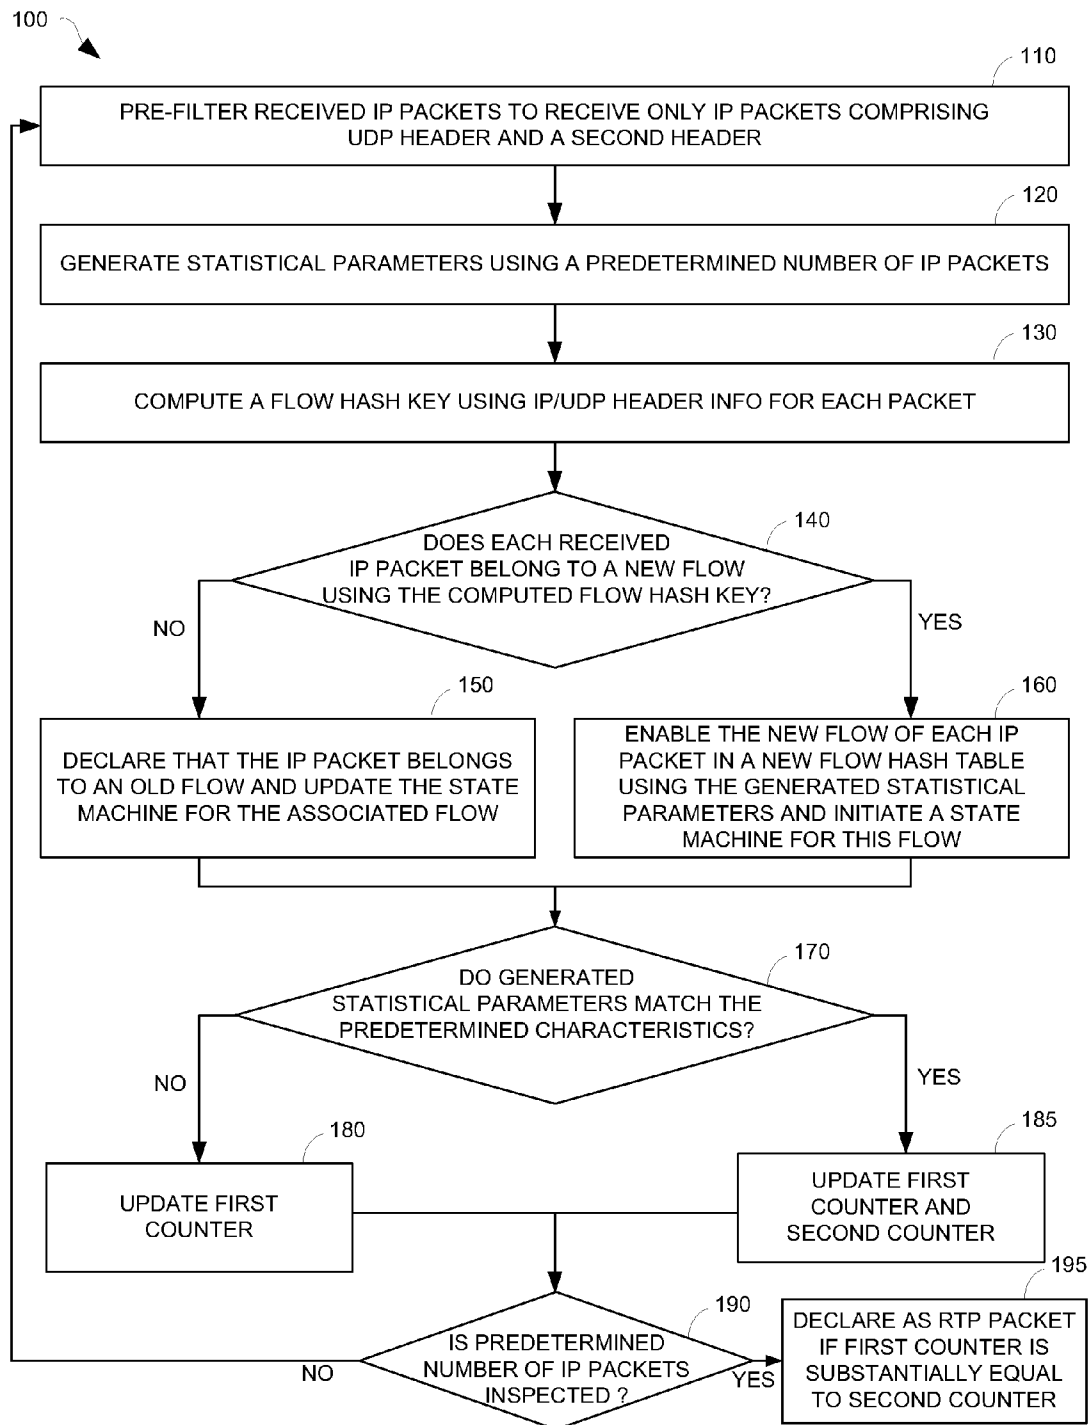 100
110
PRE-FILTER RECEIVED IP PACKETS TO RECEIVE ONLY IP PACKETS COMPRISING
UDP HEADER AND A SECOND HEADER
120
GENERATE STATISTICAL PARAMETERS USING A PREDETERMINED NUMBER OF IP PACKETS
130
COMPUTE A FLOW HASH KEY USING IP/UDP HEADER INFO FOR EACH PACKET
140
DOES EACH RECEIVED
IP PACKET BELONG TO A NEW FLOW
USING THE COMPUTED FLOW HASH KEY?
NO
YES
150
DECLARE THAT THE IP PACKET BELONGS
TO AN OLD FLOW AND UPDATE THE STATE
MACHINE FOR THE ASSOCIATED FLOW
160
ENABLE THE NEW FLOW OF EACH IP
PACKET IN A NEW FLOW HASH TABLE
USING THE GENERATED STATISTICAL
PARAMETERS AND INITIATE A STATE
MACHINE FOR THIS FLOW
170
DO GENERATED
STATISTICAL PARAMETERS MATCH THE
PREDETERMINED CHARACTERISTICS?
NO
YES
180
UPDATE FIRST
COUNTER
185
UPDATE FIRST
COUNTER AND
SECOND COUNTER
190
IS PREDETERMINED
NUMBER OF IP PACKETS
INSPECTED ?
NO
YES
195
DECLARE AS RTP PACKET
IF FIRST COUNTER IS
SUBSTANTIALLY EQUAL
TO SECOND COUNTER